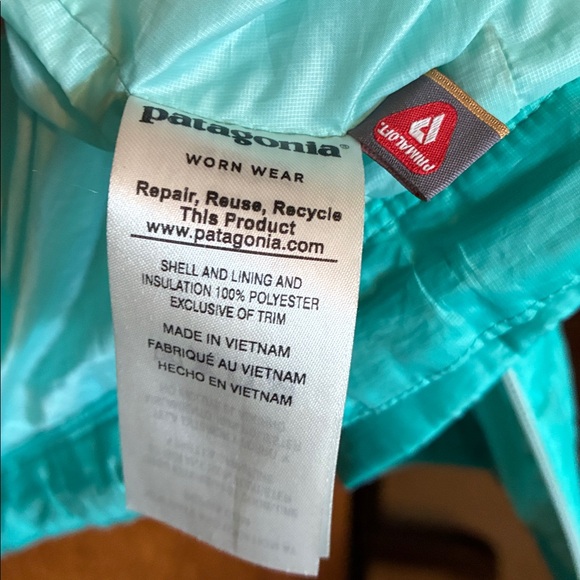 patagonia®
WORN WEAR
Repair, Reuse, Recycle
This Product
www.patagonia.com
SHELL AND LINING AND
INSULATION 100% POLYESTER
EXCLUSIVE OF TRIM
MADE IN VIETNAM
FABRIQUÉ AU VIETNAM
HECHO EN VIETNAM
PRIMALOFT